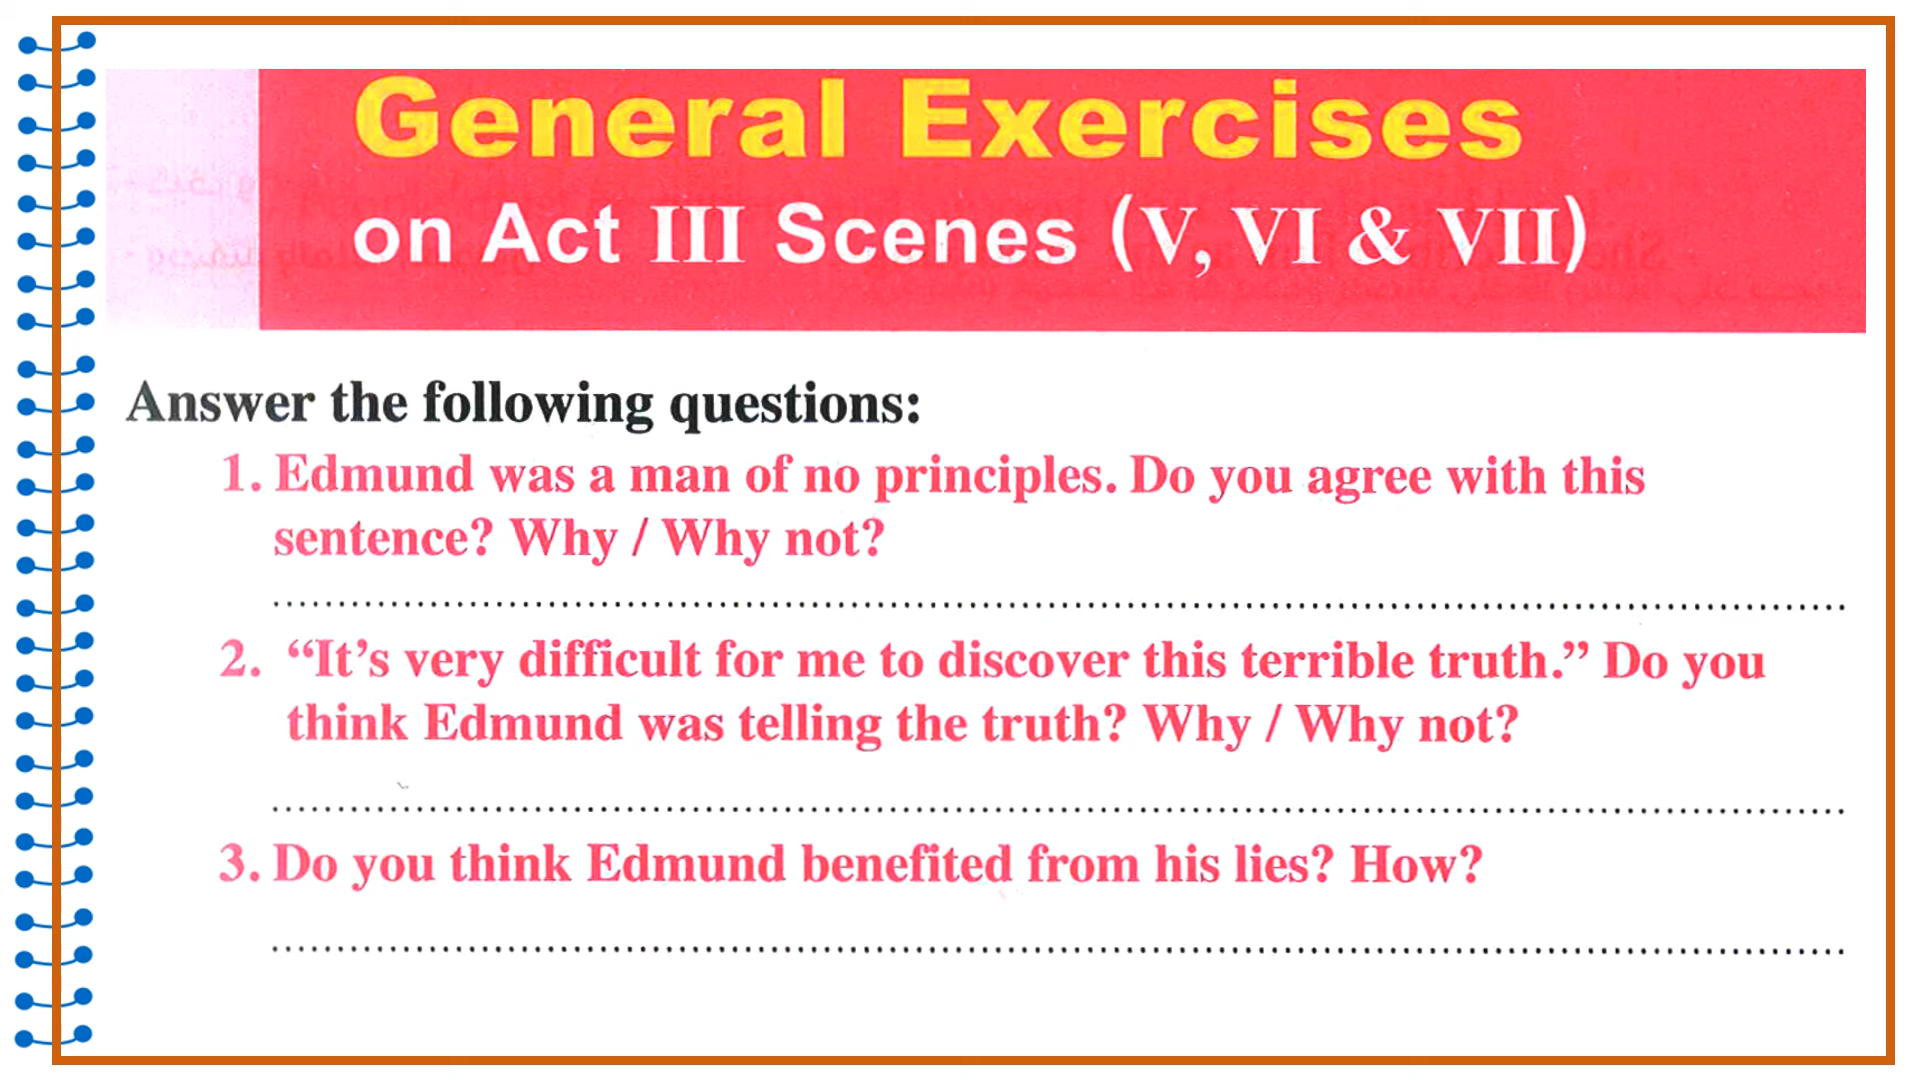 General Exercises
on Act III Scenes (V, VI & VII)
Answer the following questions:
1. Edmund was a man of no principles. Do you agree with this
sentence? Why / Why not?
2. “It’s very difficult for me to discover this terrible truth.” Do you
think Edmund was telling the truth? Why / Why not?
3. Do you think Edmund benefited from his lies? How?